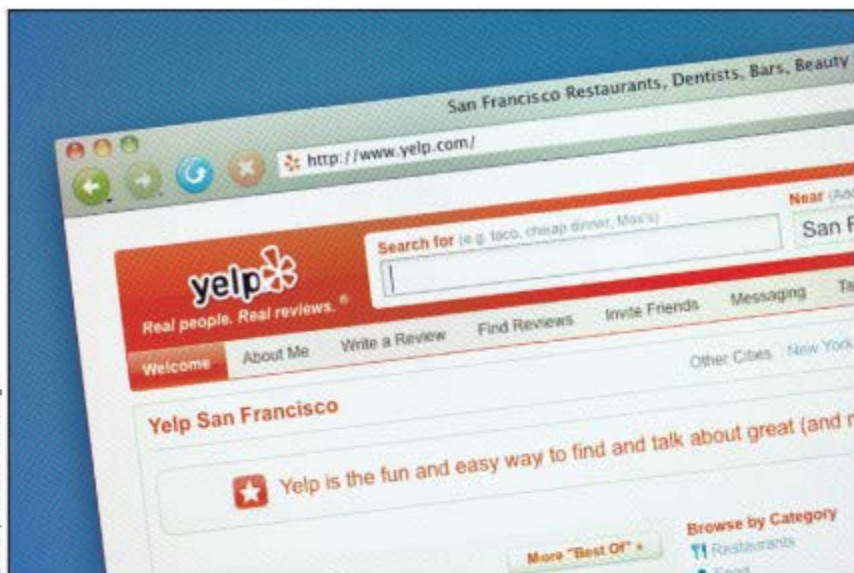 San Francisco Restaurants, Dentists, Bars, Beauty
http://www.yelp.com/
Search for (e.g. taco, cheap dinner, Max's)
Near
San F
yelp
Real people. Real reviews. ®
Welcome About Me Write a Review Find Reviews Invite Friends Messaging Ta
Other Cities New York
Yelp San Francisco
Yelp is the fun and easy way to find and talk about great (and
More "Best Of" »
Browse by Category
Restaurants
Food